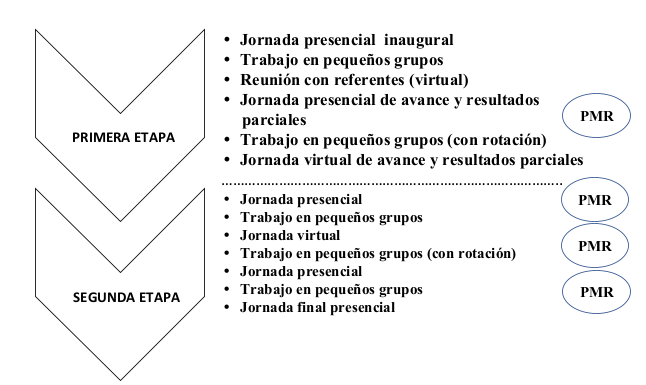 PRIMERA ETAPA
• Jornada presencial inaugural
• Trabajo en pequeños grupos
• Reunión con referentes (virtual)
• Jornada presencial de avance y resultados
parciales
• Trabajo en pequeños grupos (con rotación)
• Jornada virtual de avance y resultados parciales
PMR
SEGUNDA ETAPA
• Jornada presencial
• Trabajo en pequeños grupos
• Jornada virtual
• Trabajo en pequeños grupos (con rotación)
• Jornada presencial
• Trabajo en pequeños grupos
• Jornada final presencial
PMR
PMR
PMR